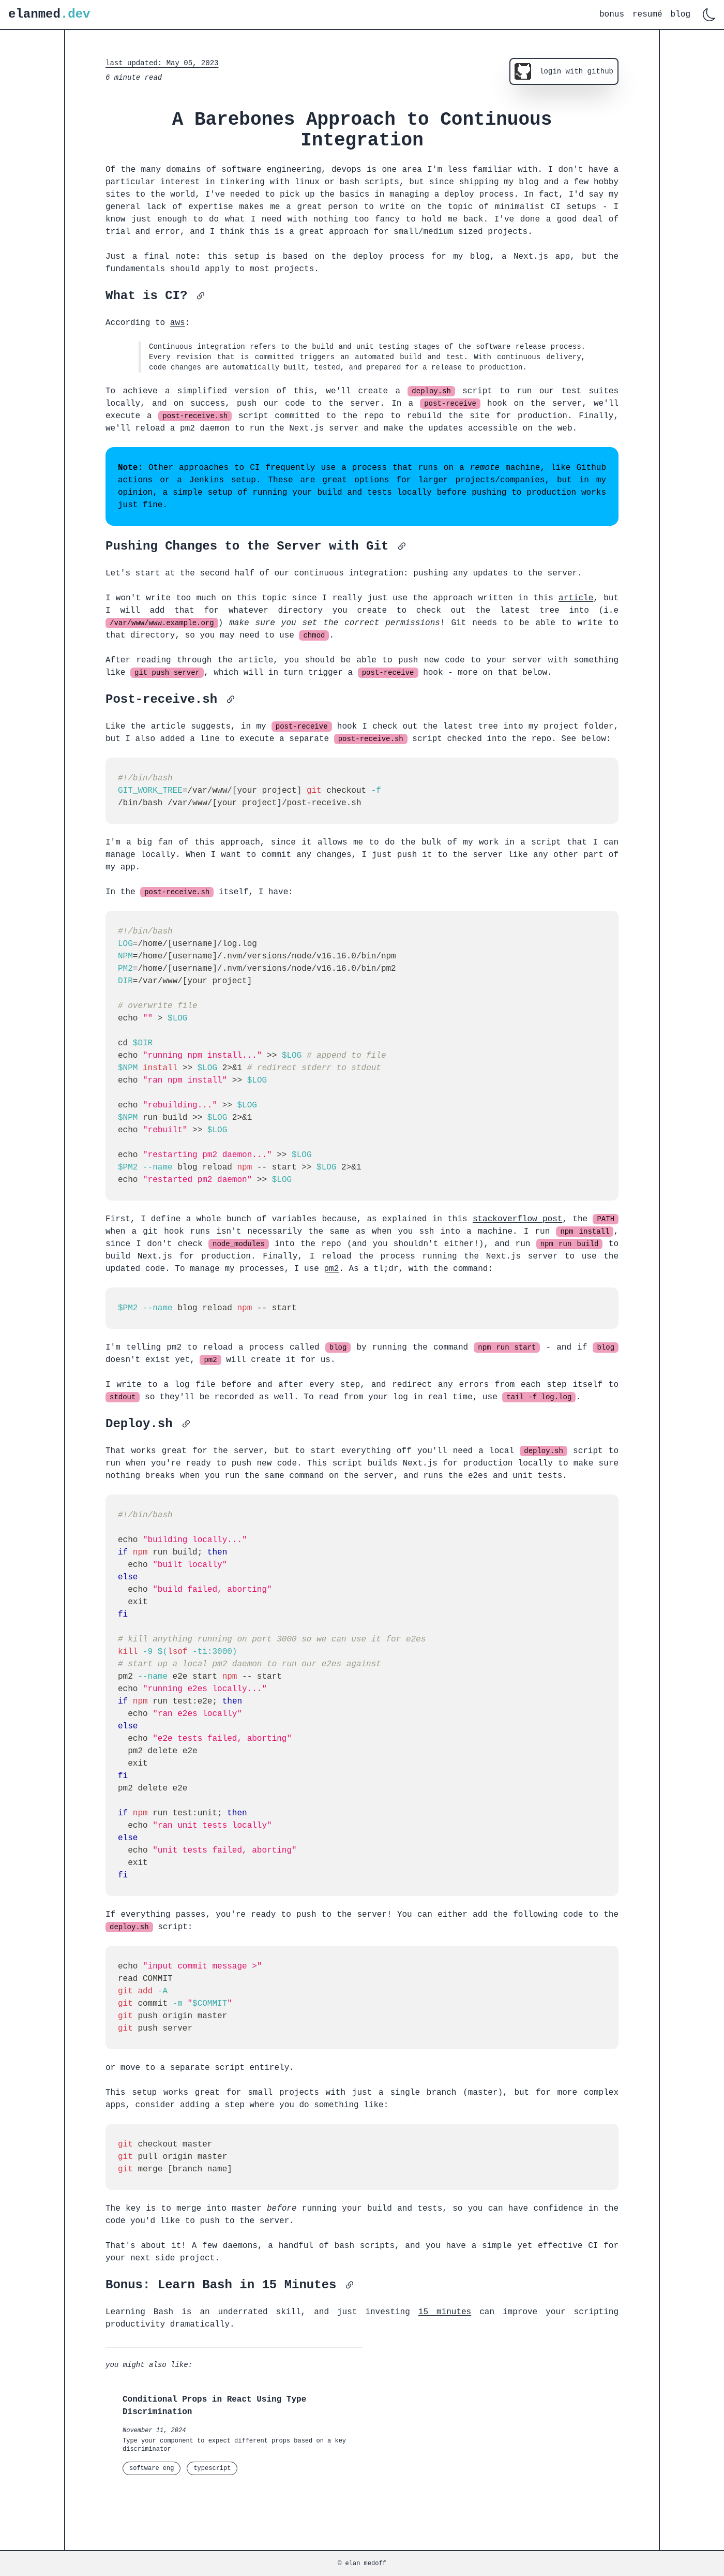 elanmed.dev
bonus resumé blog
last updated: May 05, 2023
6 minute read
login with github
A Barebones Approach to Continuous
Integration
Of the many domains of software engineering, devops is one area I'm less familiar with. I don't have a
particular interest in tinkering with linux or bash scripts, but since shipping my blog and a few hobby
sites to the world, I've needed to pick up the basics in managing a deploy process. In fact, I'd say my
general lack of expertise makes me a great person to write on the topic of minimalist CI setups - I
know just enough to do what I need with nothing too fancy to hold me back. I've done a good deal of
trial and error, and I think this is a great approach for small/medium sized projects.
Just a final note: this setup is based on the deploy process for my blog, a Next.js app, but the
fundamentals should apply to most projects.
What is CI?
According to aws:
Continuous integration refers to the build and unit testing stages of the software release process.
Every revision that is committed triggers an automated build and test. With continuous delivery,
code changes are automatically built, tested, and prepared for a release to production.
To achieve a simplified version of this, we'll create a deploy.sh script to run our test suites
locally, and on success, push our code to the server. In a post-receive hook on the server, we'll
execute a post-receive.sh script committed to the repo to rebuild the site for production. Finally,
we'll reload a pm2 daemon to run the Next.js server and make the updates accessible on the web.
Note: Other approaches to CI frequently use a process that runs on a remote machine, like Github
actions or a Jenkins setup. These are great options for larger projects/companies, but in my
opinion, a simple setup of running your build and tests locally before pushing to production works
just fine.
Pushing Changes to the Server with Git
Let's start at the second half of our continuous integration: pushing any updates to the server.
I won't write too much on this topic since I really just use the approach written in this article, but
I will add that for whatever directory you create to check out the latest tree into (i.e
/var/www/www.example.org) make sure you set the correct permissions! Git needs to be able to write to
that directory, so you may need to use chmod.
After reading through the article, you should be able to push new code to your server with something
like git push server, which will in turn trigger a post-receive hook - more on that below.
Post-receive.sh
Like the article suggests, in my post-receive hook I check out the latest tree into my project folder,
but I also added a line to execute a separate post-receive.sh script checked into the repo. See below:
#!/bin/bash
GIT_WORK_TREE=/var/www/[your project] git checkout -f
/bin/bash /var/www/[your project]/post-receive.sh
I'm a big fan of this approach, since it allows me to do the bulk of my work in a script that I can
manage locally. When I want to commit any changes, I just push it to the server like any other part of
my app.
In the post-receive.sh itself, I have:
#!/bin/bash
LOG=/home/[username]/log.log
NPM=/home/[username]/.nvm/versions/node/v16.16.0/bin/npm
PM2=/home/[username]/.nvm/versions/node/v16.16.0/bin/pm2
DIR=/var/www/[your project]
# overwrite file
echo "" > $LOG
cd $DIR
echo "running npm install..." >> $LOG # append to file
$NPM install >> $LOG 2>&1 # redirect stderr to stdout
echo "ran npm install" >> $LOG
echo "rebuilding..." >> $LOG
$NPM run build >> $LOG 2>&1
echo "rebuilt" >> $LOG
echo "restarting pm2 daemon..." >> $LOG
$PM2 --name blog reload npm -- start >> $LOG 2>&1
echo "restarted pm2 daemon" >> $LOG
First, I define a whole bunch of variables because, as explained in this stackoverflow post, the PATH
when a git hook runs isn't necessarily the same as when you ssh into a machine. I run npm install,
since I don't check node_modules into the repo (and you shouldn't either!), and run npm run build to
build Next.js for production. Finally, I reload the process running the Next.js server to use the
updated code. To manage my processes, I use pm2. As a tl;dr, with the command:
$PM2 --name blog reload npm -- start
I'm telling pm2 to reload a process called blog by running the command npm run start - and if blog
doesn't exist yet, pm2 will create it for us.
I write to a log file before and after every step, and redirect any errors from each step itself to
stdout so they'll be recorded as well. To read from your log in real time, use tail -f log.log.
Deploy.sh
That works great for the server, but to start everything off you'll need a local deploy.sh script to
run when you're ready to push new code. This script builds Next.js for production locally to make sure
nothing breaks when you run the same command on the server, and runs the e2es and unit tests.
#!/bin/bash
echo "building locally..."
if npm run build; then
echo "built locally"
else
echo "build failed, aborting"
exit
fi
# kill anything running on port 3000 so we can use it for e2es
kill -9 $(lsof -ti:3000)
# start up a local pm2 daemon to run our e2es against
pm2 --name e2e start npm -- start
echo "running e2es locally..."
if npm run test:e2e; then
echo "ran e2es locally"
else
echo "e2e tests failed, aborting"
pm2 delete e2e
exit
fi
pm2 delete e2e
if npm run test:unit; then
echo "ran unit tests locally"
else
echo "unit tests failed, aborting"
exit
fi
If everything passes, you're ready to push to the server! You can either add the following code to the
deploy.sh script:
echo "input commit message >"
read COMMIT
git add -A
git commit -m "$COMMIT"
git push origin master
git push server
or move to a separate script entirely.
This setup works great for small projects with just a single branch (master), but for more complex
apps, consider adding a step where you do something like:
git checkout master
git pull origin master
git merge [branch name]
The key is to merge into master before running your build and tests, so you can have confidence in the
code you'd like to push to the server.
That's about it! A few daemons, a handful of bash scripts, and you have a simple yet effective CI for
your next side project.
Bonus: Learn Bash in 15 Minutes
Learning Bash is an underrated skill, and just investing 15 minutes can improve your scripting
productivity dramatically.
you might also like:
Conditional Props in React Using Type
Discrimination
November 11, 2024
Type your component to expect different props based on a key
discriminator
software eng typescript
© elan medoff